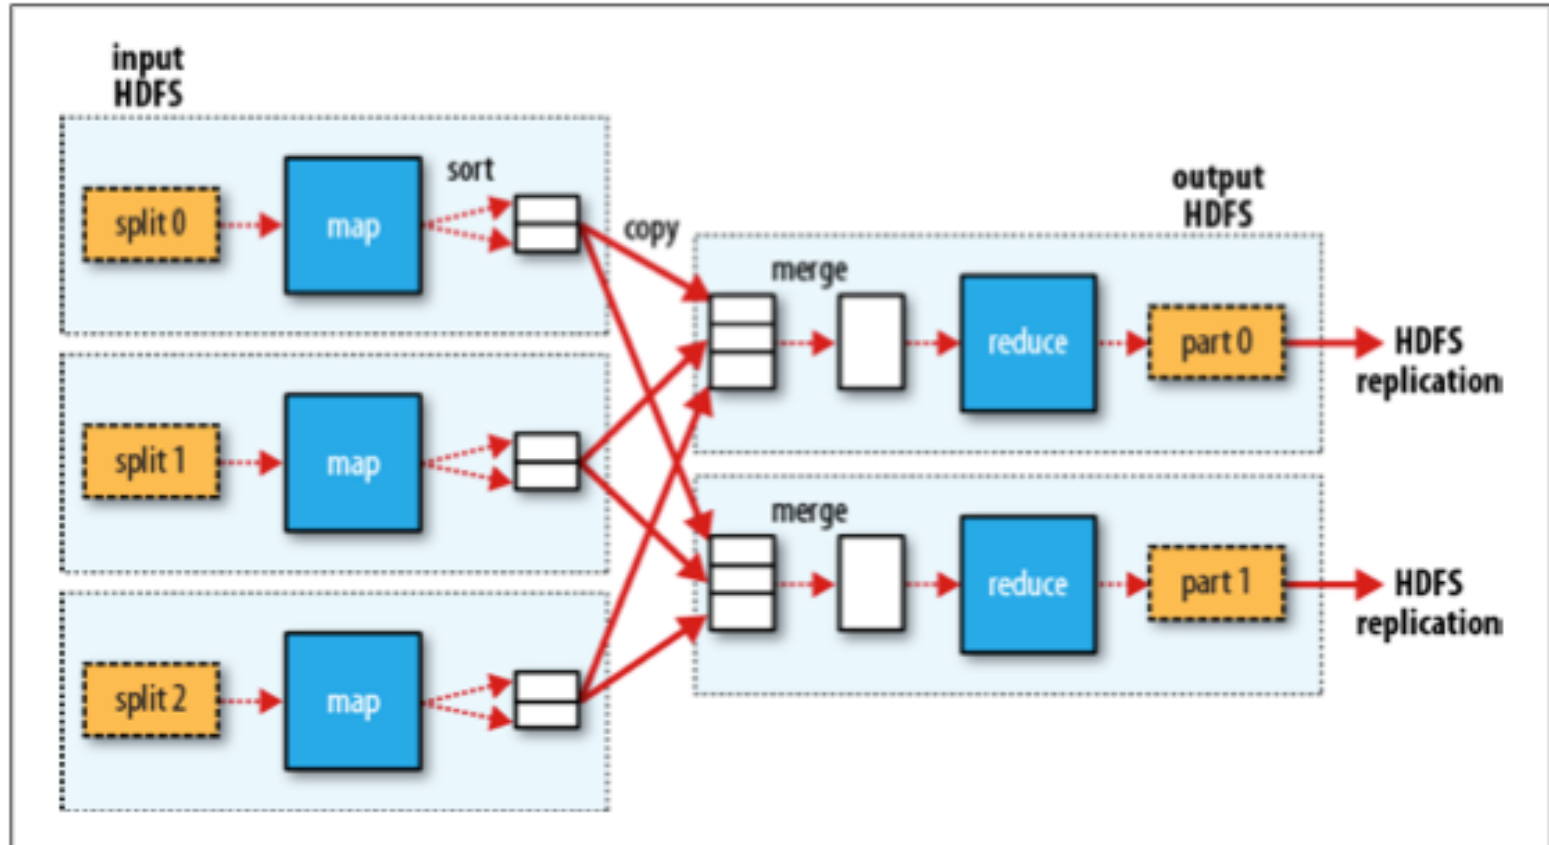 input
HDFS
split 0
map
sort
copy
split 1
map
split 2
map
output
HDFS
merge
reduce
part 0
HDFS
replication
merge
reduce
part 1
HDFS
replication